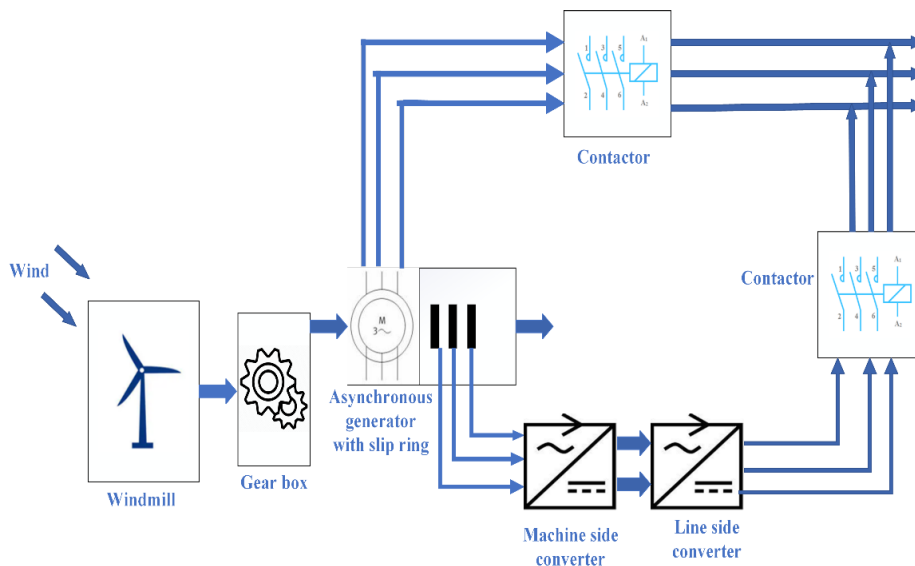 1 3 5 A1
2 4 6 A2
Contactor
Wind
Contactor
1 3 5 A1
2 4 6 A2
M
3~
Asynchronous
generator
with slip ring
Gear box
Windmill
Machine side
converter
Line side
converter